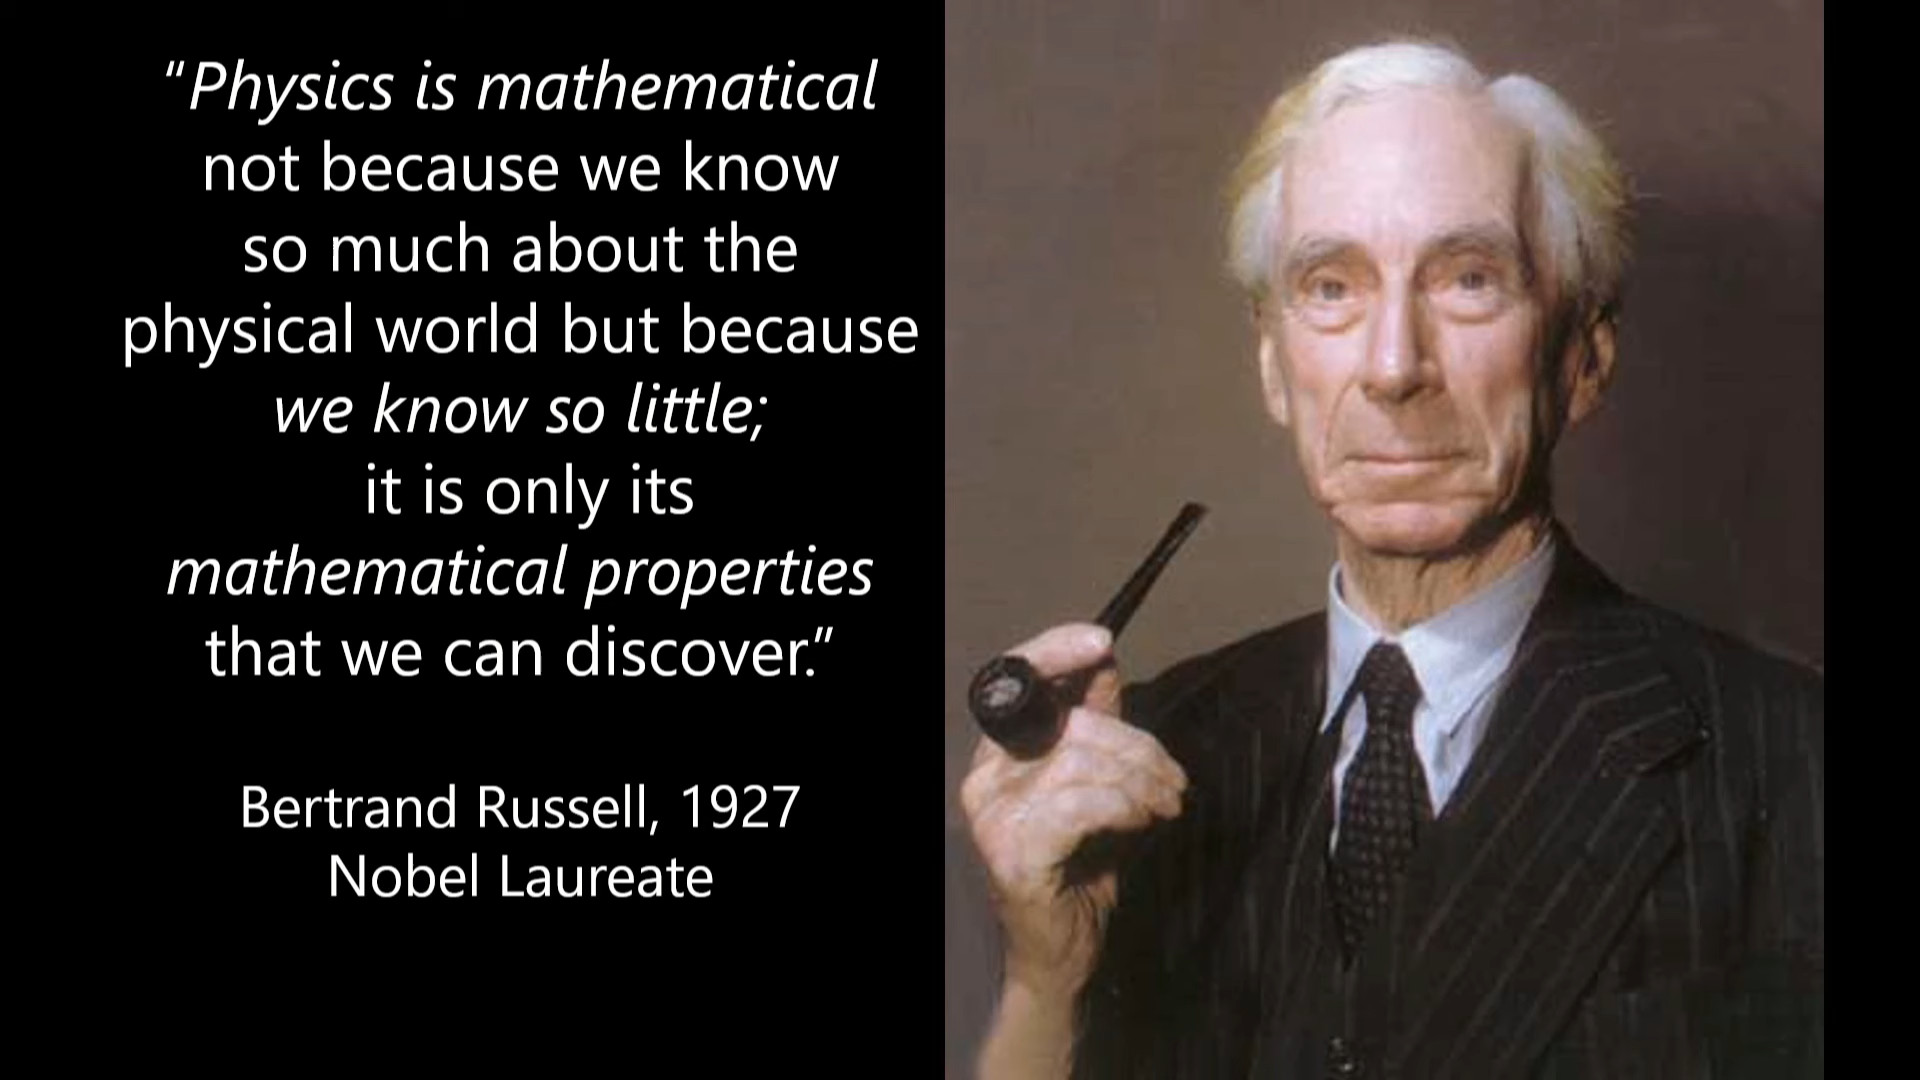 “Physics is mathematical
not because we know
so much about the
physical world but because
we know so little;
it is only its
mathematical properties
that we can discover.”
Bertrand Russell, 1927
Nobel Laureate